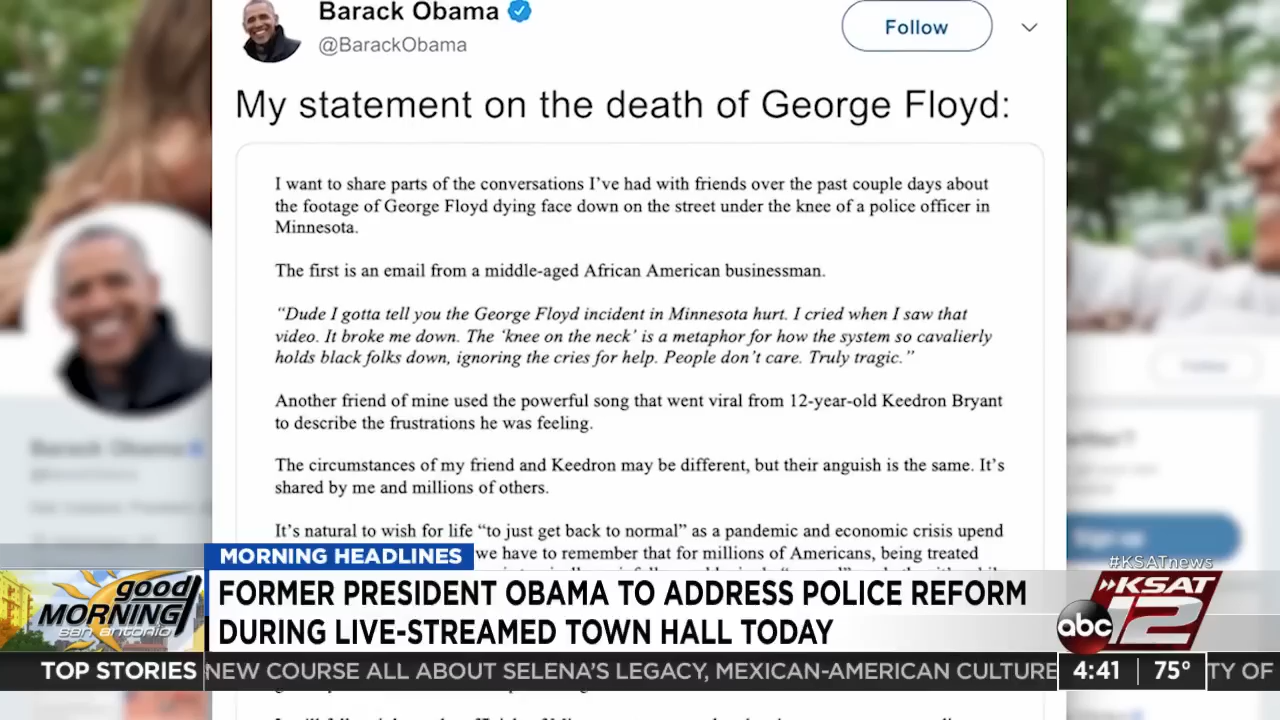 Barack Obama
@BarackObama
Follow
My statement on the death of George Floyd:
I want to share parts of the conversations I've had with friends over the past couple days about
the footage of George Floyd dying face down on the street under the knee of a police officer in
Minnesota.
The first is an email from a middle-aged African American businessman.
“Dude I gotta tell you the George Floyd incident in Minnesota hurt. I cried when I saw that
video. It broke me down. The ‘knee on the neck’ is a metaphor for how the system so cavalierly
holds black folks down, ignoring the cries for help. People don’t care. Truly tragic.”
Another friend of mine used the powerful song that went viral from 12-year-old Keedron Bryant
to describe the frustrations he was feeling.
The circumstances of my friend and Keedron may be different, but their anguish is the same. It’s
shared by me and millions of others.
It’s natural to wish for life “to just get back to normal” as a pandemic and economic crisis upend
we have to remember that for millions of Americans, being treated
Barack Obama
Sign up
MORNING HEADLINES
#KSATnews
FORMER PRESIDENT OBAMA TO ADDRESS POLICE REFORM
DURING LIVE-STREAMED TOWN HALL TODAY
good
MORNING
san antonio
abc
KSAT
12
TOP STORIES
NEW COURSE ALL ABOUT SELENA’S LEGACY, MEXICAN-AMERICAN CULTURE
4:41
75°
TY OF